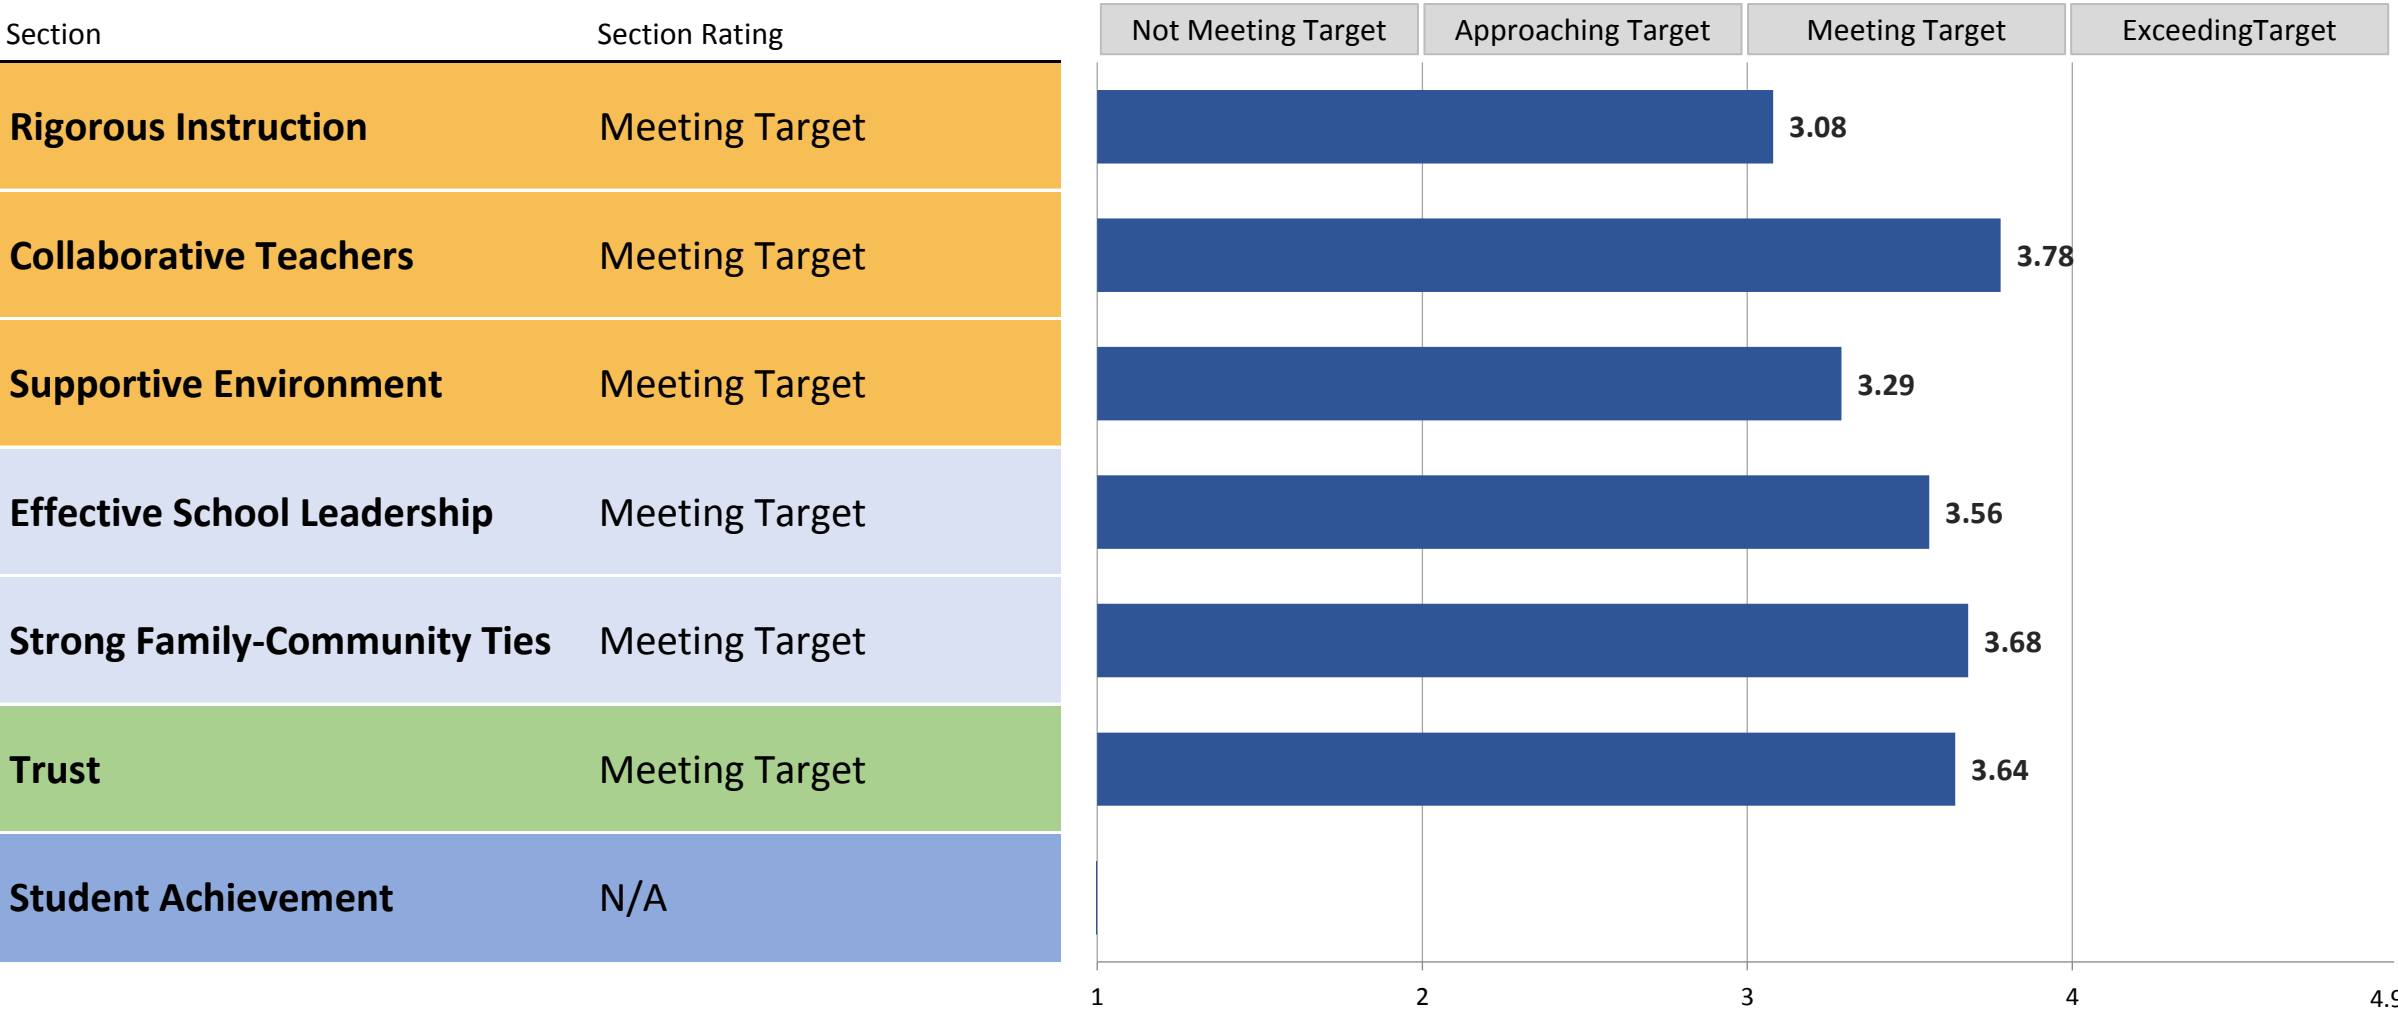 Section Section Rating Not Meeting Target Approaching Target Meeting Target ExceedingTarget
Rigorous Instruction Meeting Target 3.08
Collaborative Teachers Meeting Target 3.78
Supportive Environment Meeting Target 3.29
Effective School Leadership Meeting Target 3.56
Strong Family-Community Ties Meeting Target 3.68
Trust Meeting Target 3.64
Student Achievement N/A
1 2 3 4 4.9